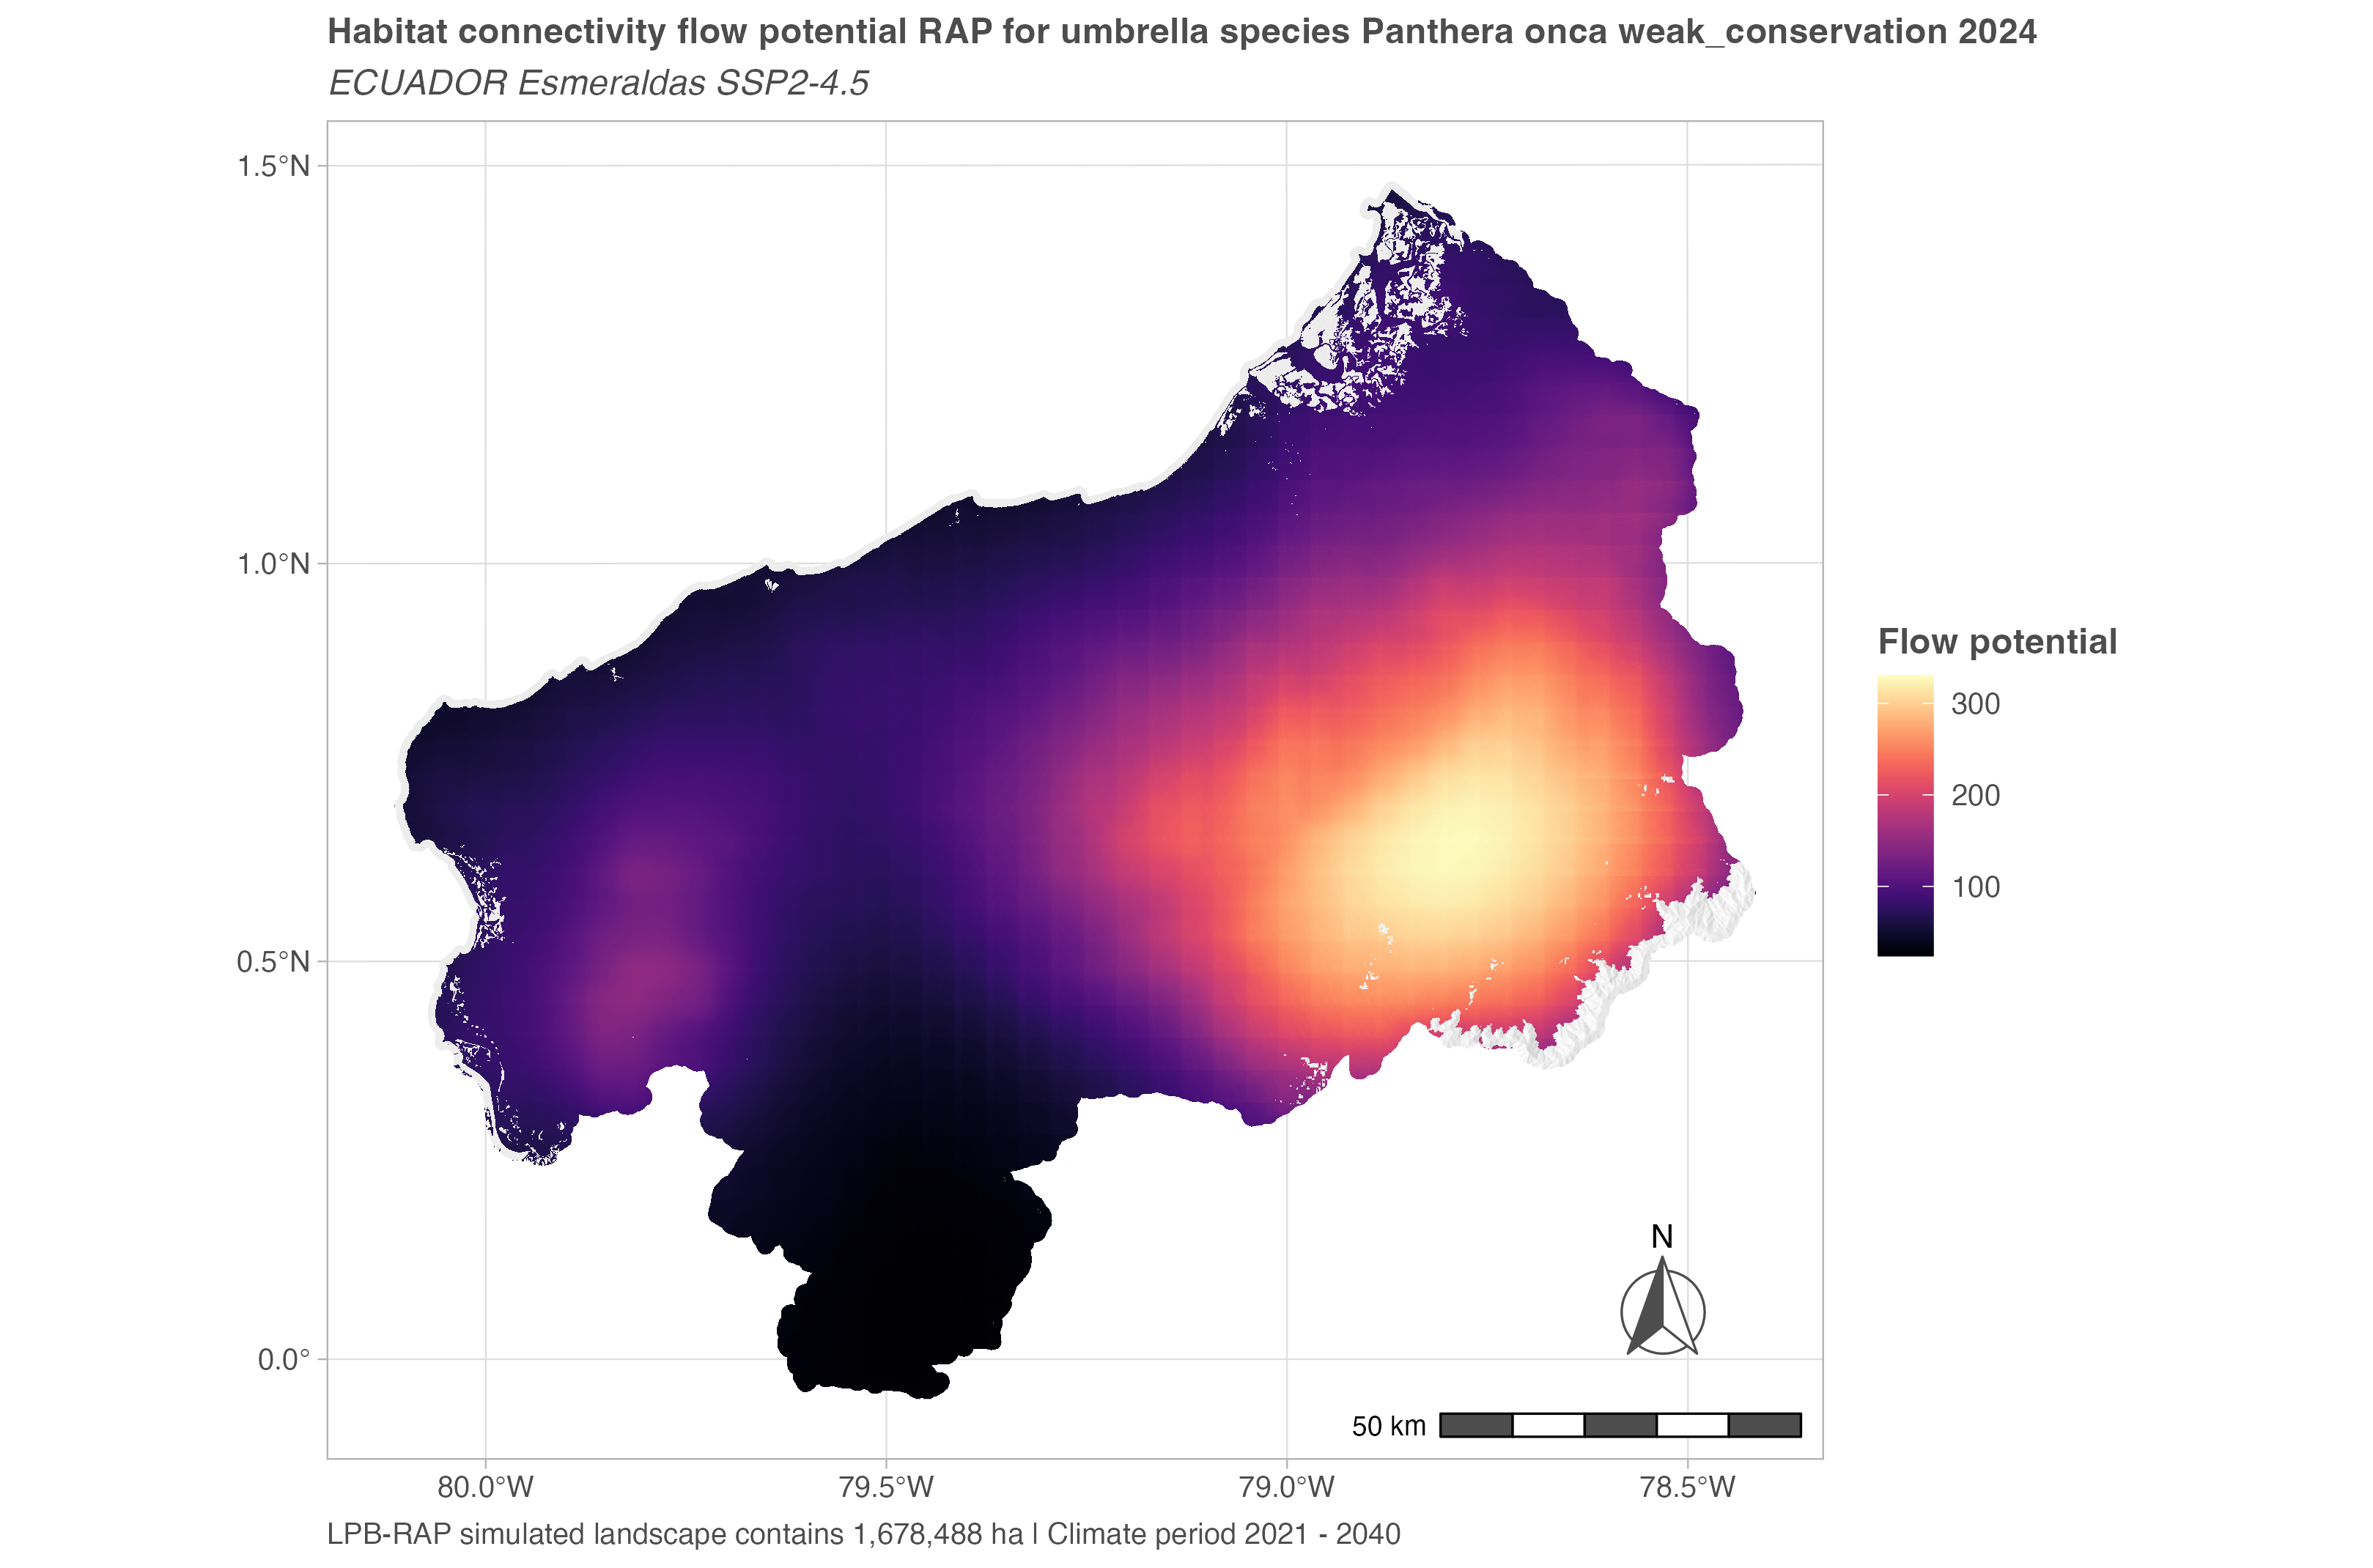 Habitat connectivity flow potential RAP for umbrella species Panthera onca weak_conservation 2024
ECUADOR Esmeraldas SSP2-4.5
1.5°N
1.0°N
0.5°N
0.0°
Flow potential
300
200
100
N
50 km
80.0°W
79.5°W
79.0°W
78.5°W
LPB-RAP simulated landscape contains 1,678,488 ha | Climate period 2021 - 2040